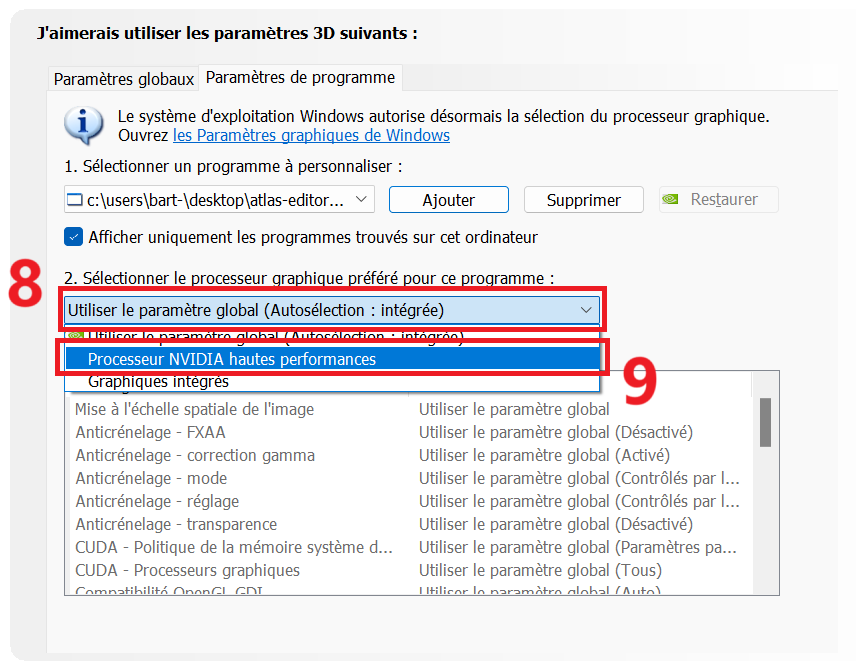 J'aimerais utiliser les paramètres 3D suivants :
Paramètres globaux
Paramètres de programme
Le système d'exploitation Windows autorise désormais la sélection du processeur graphique.
Ouvrez les Paramètres graphiques de Windows
1. Sélectionner un programme à personnaliser :
c:\users\bart-\desktop\atlas-editor...
Ajouter
Supprimer
Restaurer
Afficher uniquement les programmes trouvés sur cet ordinateur
8
2. Sélectionner le processeur graphique préféré pour ce programme :
Utiliser le paramètre global (Autosélection : intégrée)
Utiliser le paramètre global (Autosélection : intégrée)
Processeur NVIDIA hautes performances
9
Graphiques intégrés
Mise à l'échelle spatiale de l'image Utiliser le paramètre global
Anticrénelage - FXAA Utiliser le paramètre global (Désactivé)
Anticrénelage - correction gamma Utiliser le paramètre global (Activé)
Anticrénelage - mode Utiliser le paramètre global (Contrôlés par l...
Anticrénelage - réglage Utiliser le paramètre global (Contrôlés par l...
Anticrénelage - transparence Utiliser le paramètre global (Désactivé)
CUDA - Politique de la mémoire système d... Utiliser le paramètre global (Paramètres pa...
CUDA - Processeurs graphiques Utiliser le paramètre global (Tous)
Compatibilité OpenGL GDI Utiliser le paramètre global (Auto)